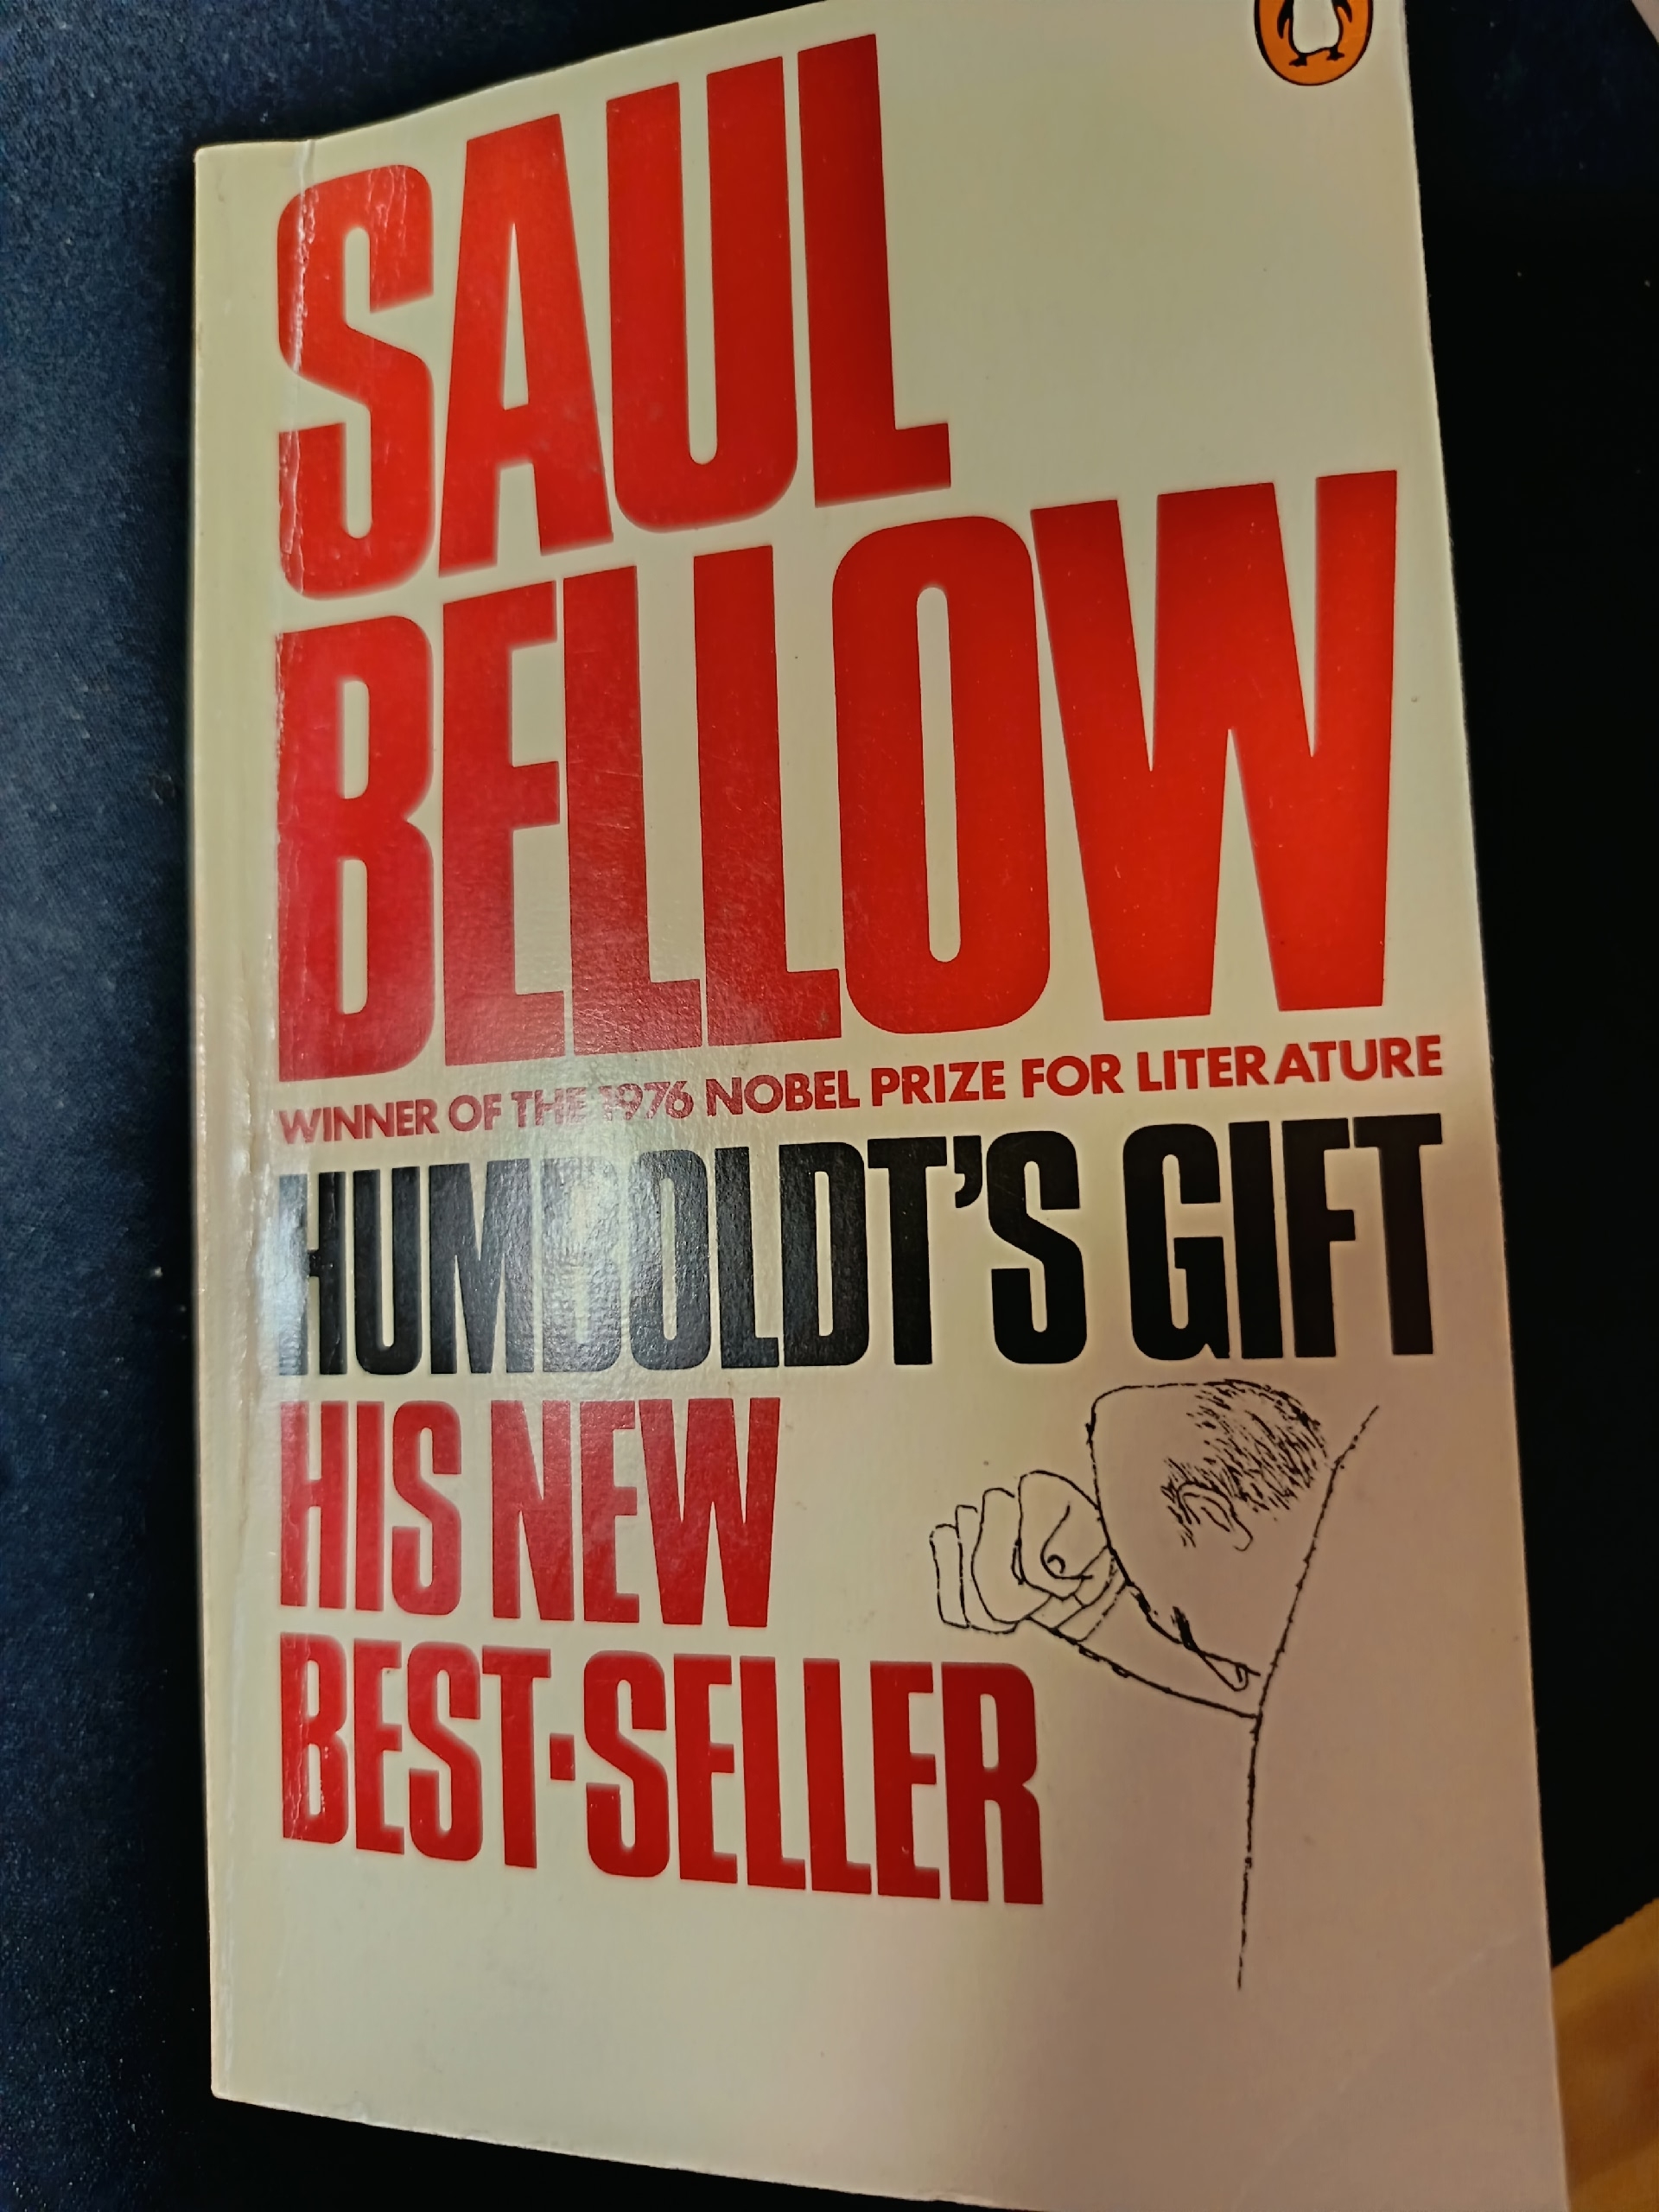 SAUL
BELLOW
WINNER OF THE 1976 NOBEL PRIZE FOR LITERATURE
HUMBOLDT'S GIFT
HIS NEW
BEST-SELLER